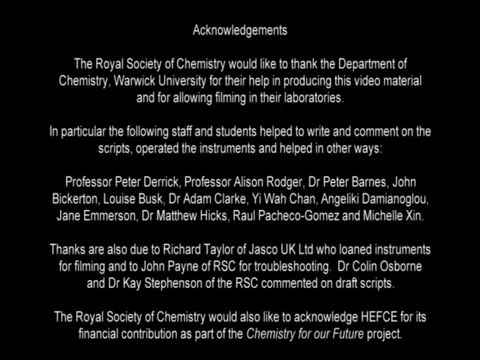 Acknowledgements
The Royal Society of Chemistry would like to thank the Department of
Chemistry, Warwick University for their help in producing this video material
and for allowing filming in their laboratories.
In particular the following staff and students helped to write and comment on the
scripts, operated the instruments and helped in other ways:
Professor Peter Derrick, Professor Alison Rodger, Dr Peter Barnes, John
Bickerton, Louise Busk, Dr Adam Clarke, Yi Wah Chan, Angeliki Damianoglou,
Jane Emmerson, Dr Matthew Hicks, Raul Pacheco-Gomez and Michelle Xin.
Thanks are also due to Richard Taylor of Jasco UK Ltd who loaned instruments
for filming and to John Payne of RSC for troubleshooting. Dr Colin Osborne
and Dr Kay Stephenson of the RSC commented on draft scripts.
The Royal Society of Chemistry would also like to acknowledge HEFCE for its
financial contribution as part of the Chemistry for our Future project.